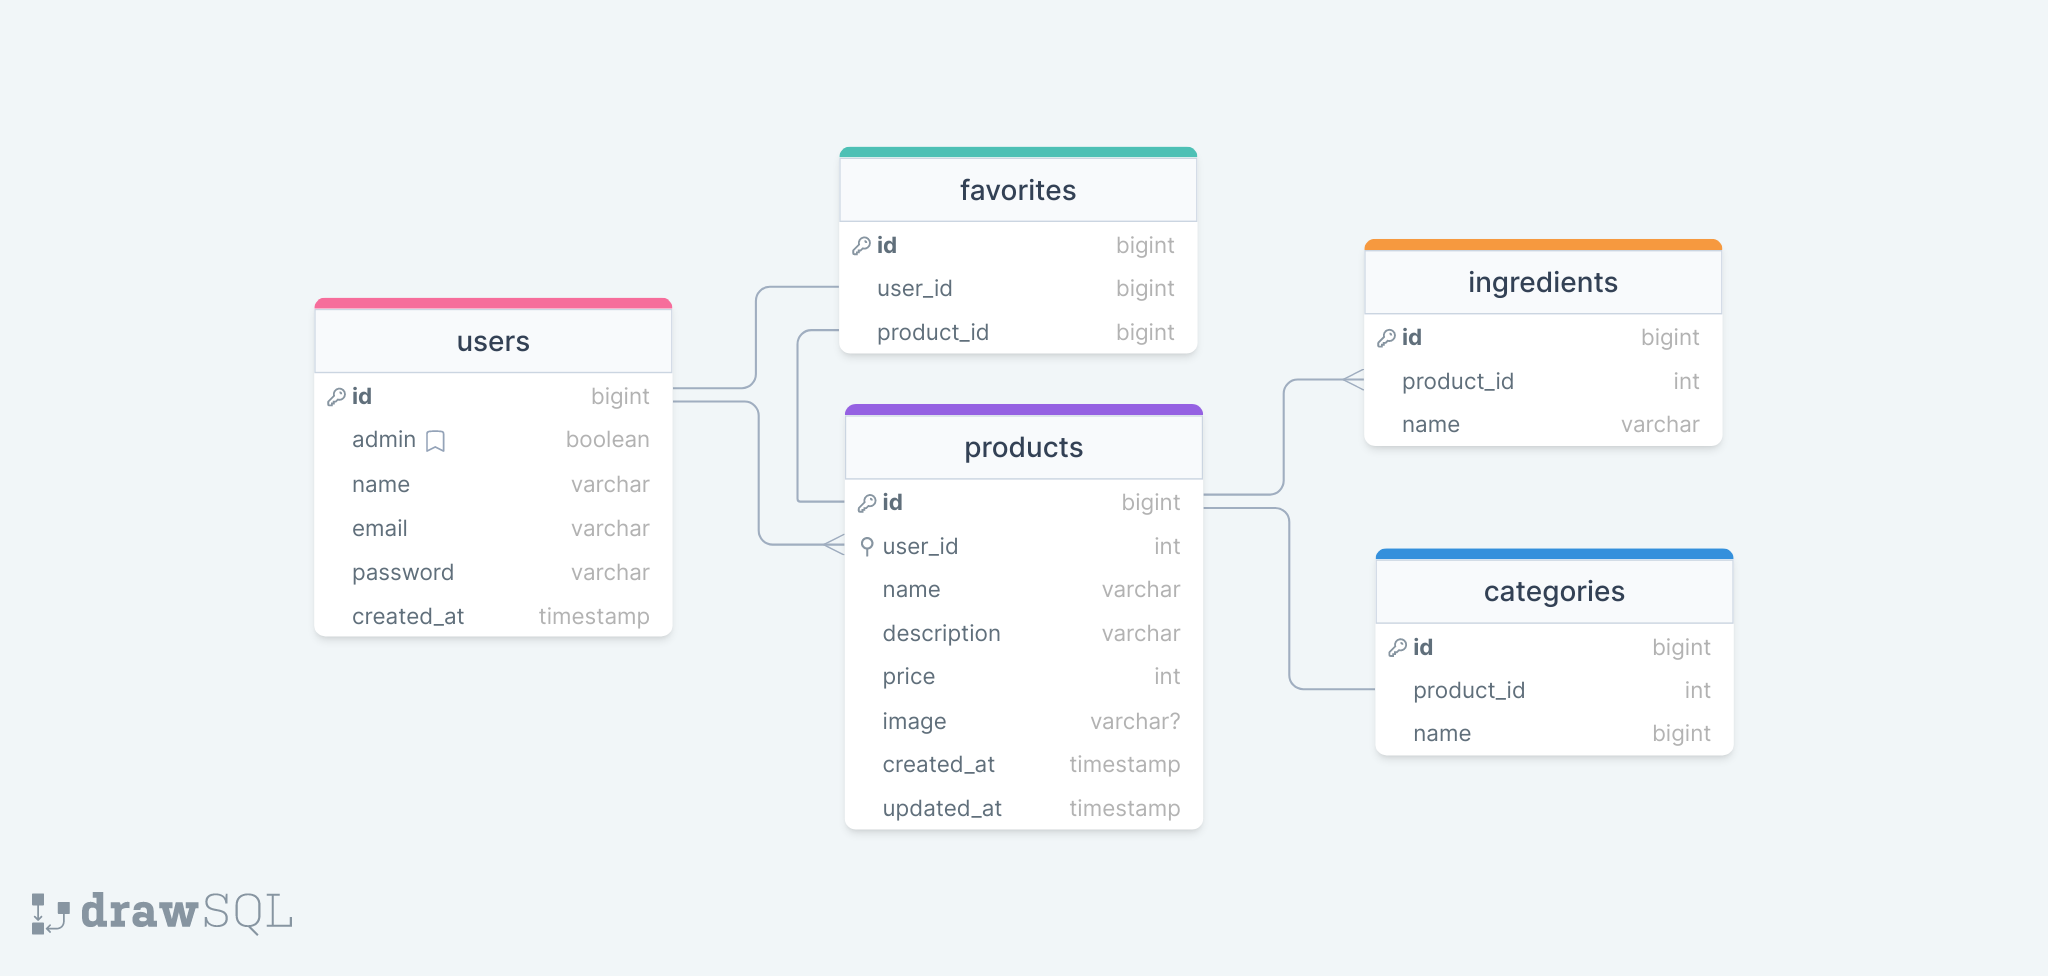 users
id bigint
admin boolean
name varchar
email varchar
password varchar
created_at timestamp
favorites
id bigint
user_id bigint
product_id bigint
products
id bigint
user_id int
name varchar
description varchar
price int
image varchar?
created_at timestamp
updated_at timestamp
ingredients
id bigint
product_id int
name varchar
categories
id bigint
product_id int
name bigint
drawSQL